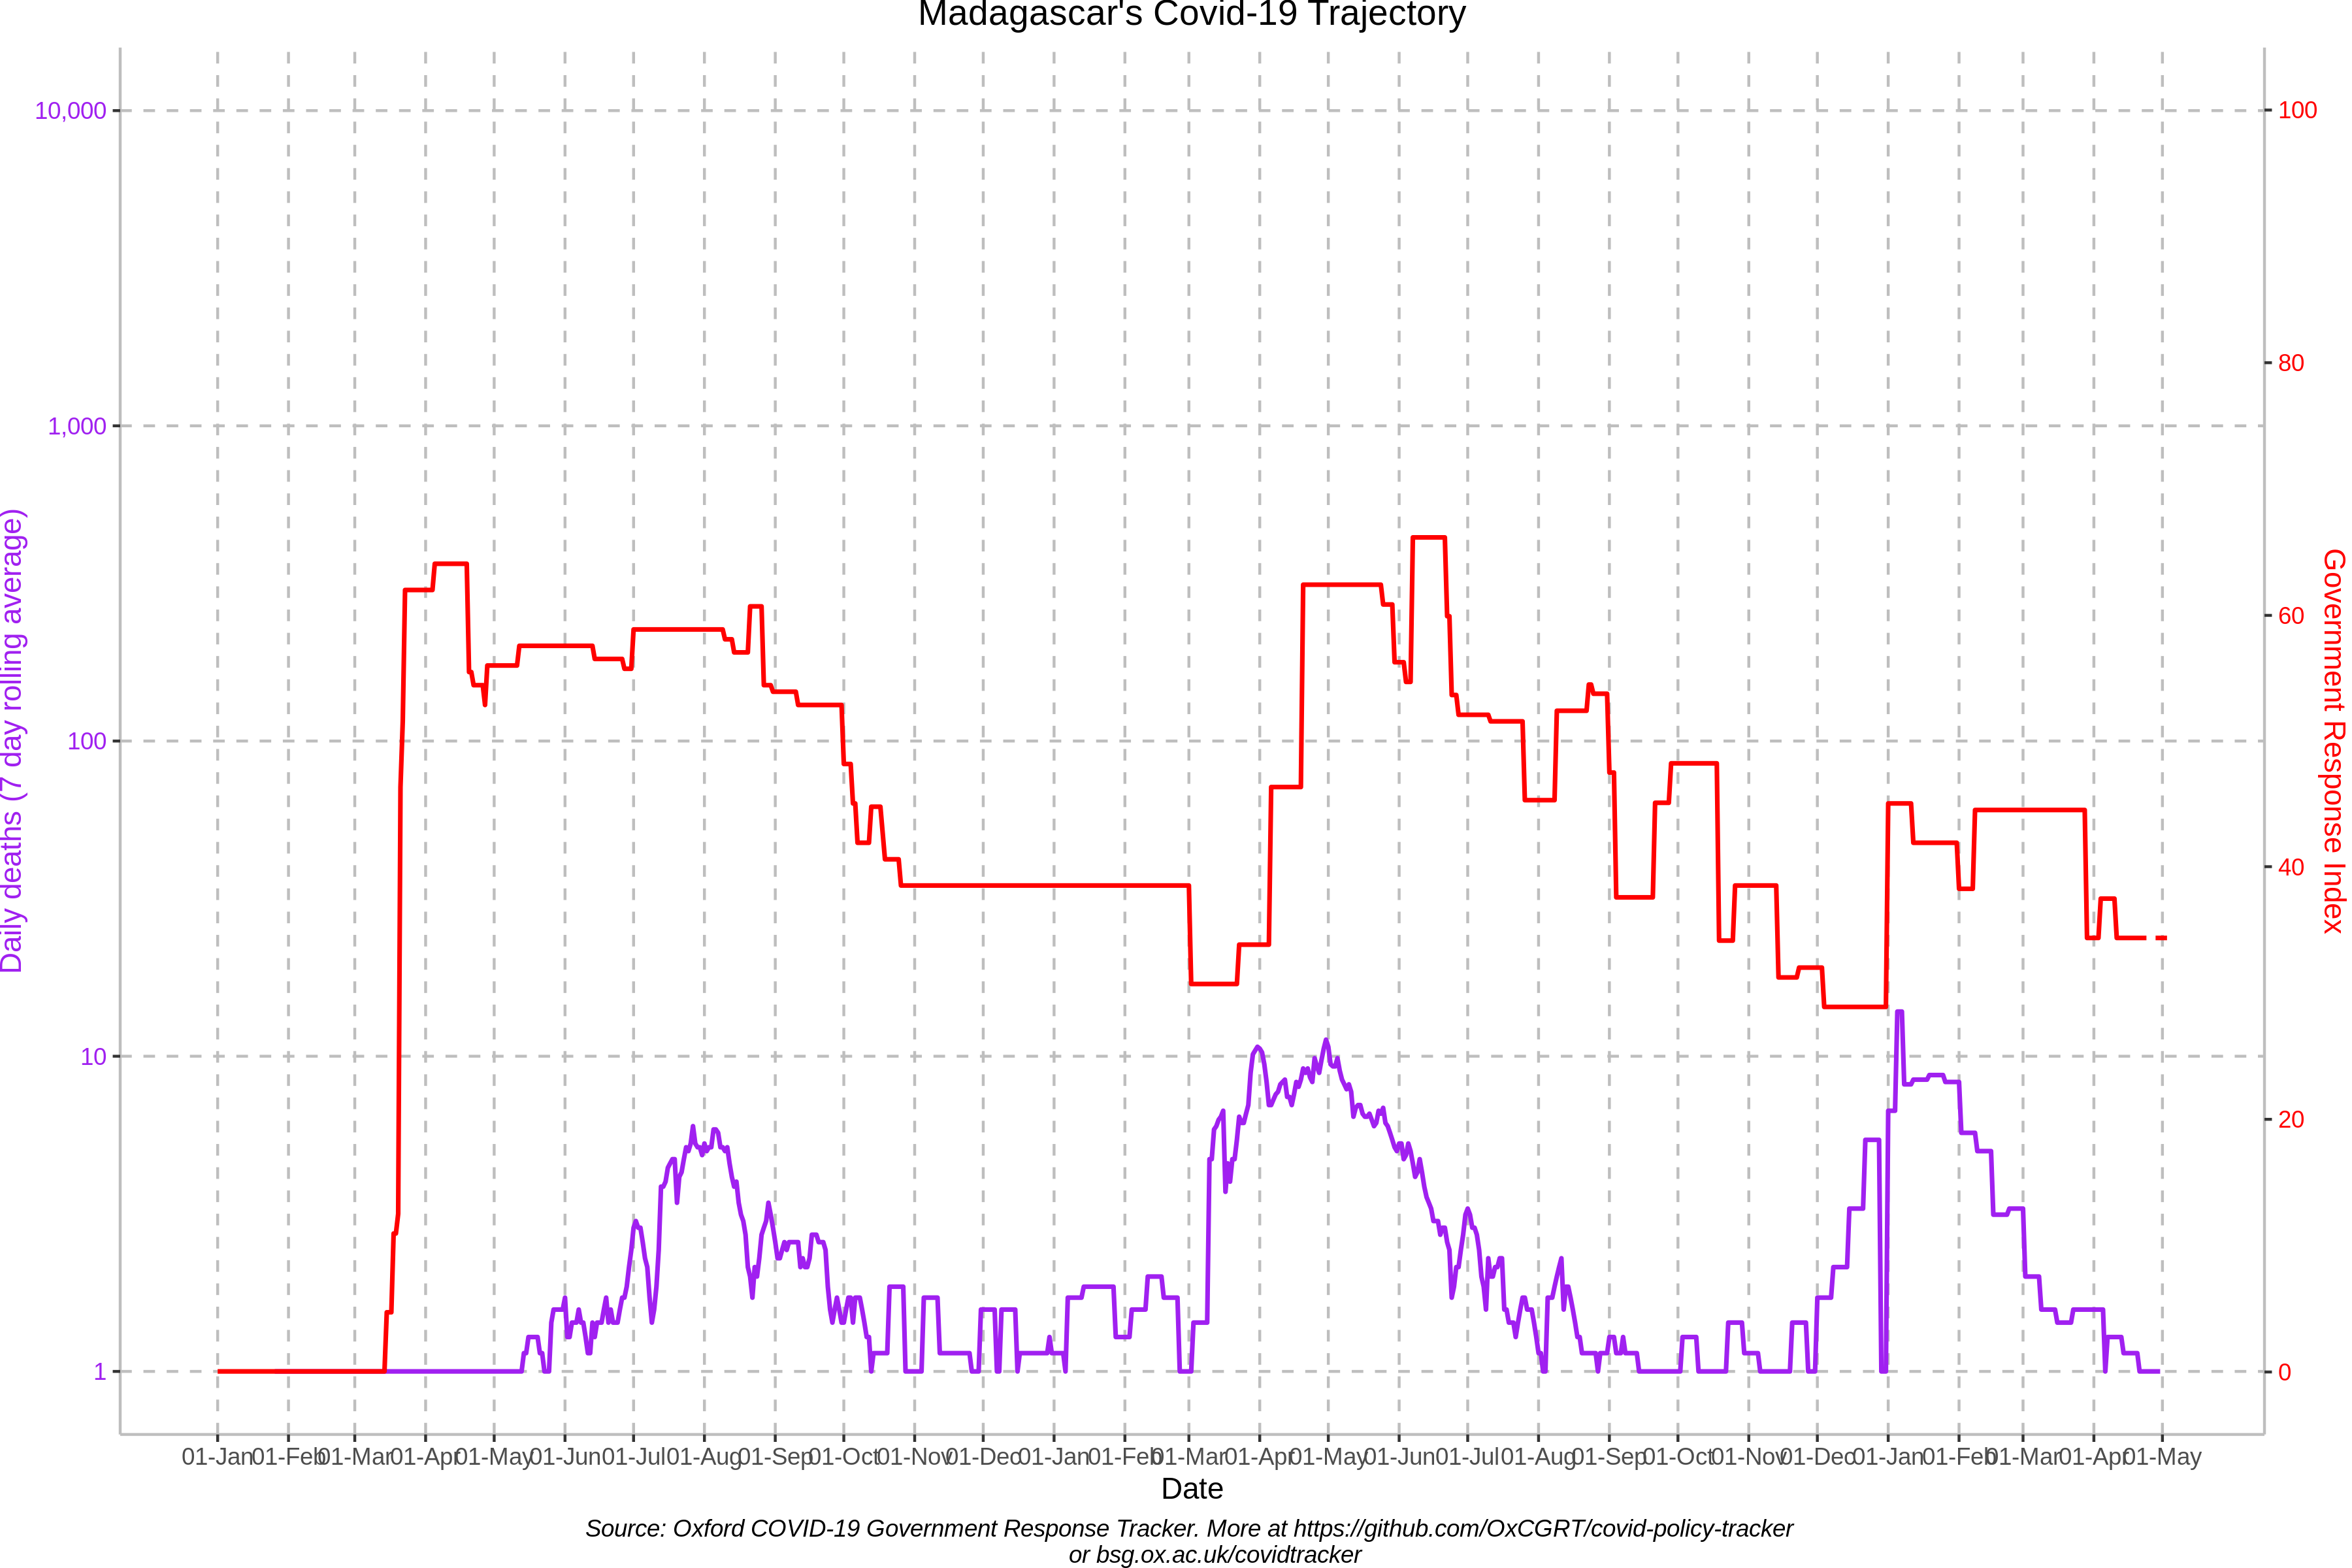 Madagascar's Covid-19 Trajectory
10,000
1,000
100
10
1
Daily deaths (7 day rolling average)
100
80
60
40
20
0
Government Response Index
01-Jan 01-Feb 01-Mar 01-Apr 01-May 01-Jun 01-Jul 01-Aug 01-Sep 01-Oct 01-Nov 01-Dec 01-Jan 01-Feb 01-Mar 01-Apr 01-May 01-Jun 01-Jul 01-Aug 01-Sep 01-Oct 01-Nov 01-Dec 01-Jan 01-Feb 01-Mar 01-Apr 01-May
Date
Source: Oxford COVID-19 Government Response Tracker. More at https://github.com/OxCGRT/covid-policy-tracker
or bsg.ox.ac.uk/covidtracker